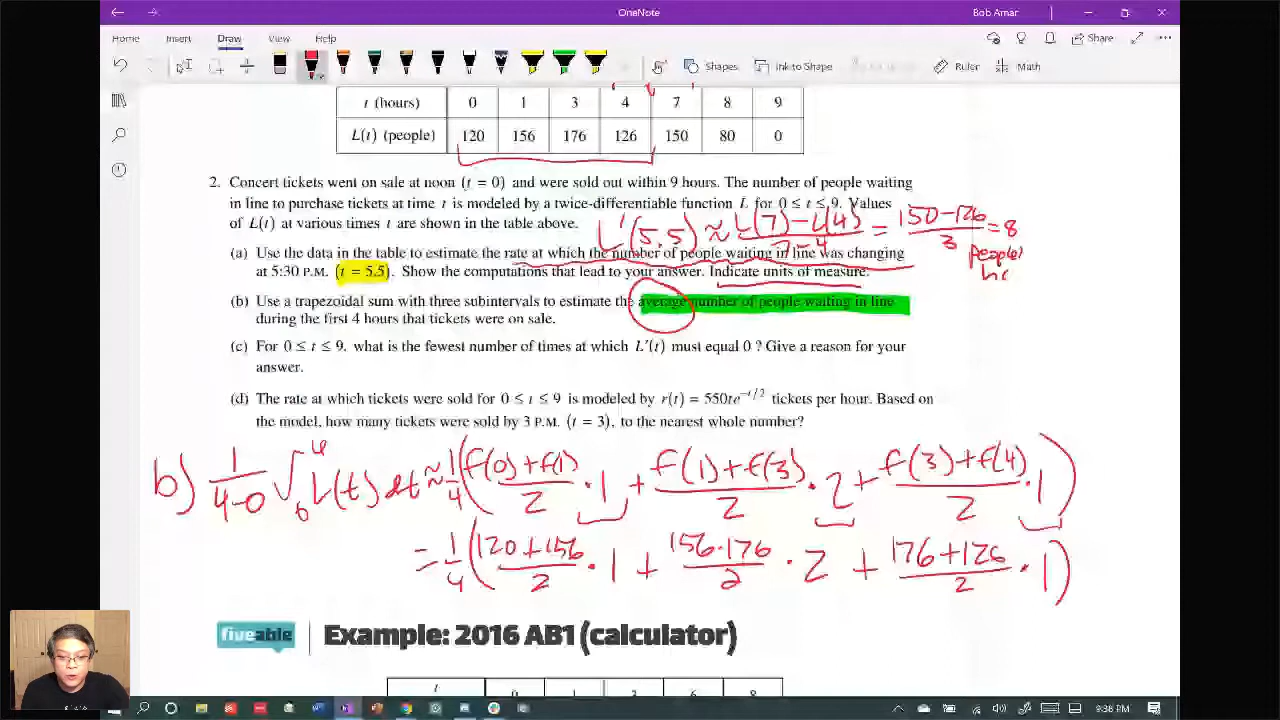 OneNote
Bob Amar
Home Insert Draw View Help
Share
Shapes Ink to Shape Ruler Math
t (hours) 0 1 3 4 7 8 9
L(t) (people) 120 156 176 126 150 80 0
2. Concert tickets went on sale at noon (t = 0) and were sold out within 9 hours. The number of people waiting
in line to purchase tickets at time t is modeled by a twice-differentiable function L for 0 ≤ t ≤ 9. Values
of L(t) at various times t are shown in the table above.
L'(5.5) ≈ L(7) - L(4) / 7-4 = 150-126 / 3 = 8
people/
(a) Use the data in the table to estimate the rate at which the number of people waiting in line was changing
at 5:30 P.M. (t = 5.5). Show the computations that lead to your answer. Indicate units of measure.
(b) Use a trapezoidal sum with three subintervals to estimate the average number of people waiting in line
during the first 4 hours that tickets were on sale.
(c) For 0 ≤ t ≤ 9, what is the fewest number of times at which L'(t) must equal 0 ? Give a reason for your
answer.
(d) The rate at which tickets were sold for 0 ≤ t ≤ 9 is modeled by r(t) = 550te^(-t/2) tickets per hour. Based on
the model, how many tickets were sold by 3 P.M. (t = 3), to the nearest whole number?
b) 1/4-0 ∫ L(t) dt ≈ 1/4 (f(0)+f(1) / 2 · 1 + f(1)+f(3) / 2 · 2 + f(3)+f(4) / 2 · 1)
= 1/4 (120+156 / 2 · 1 + 156·176 / 2 · 2 + 176+126 / 2 · 1)
fiveable Example: 2016 AB1 (calculator)
t 0 1 3 6 8
9:38 PM